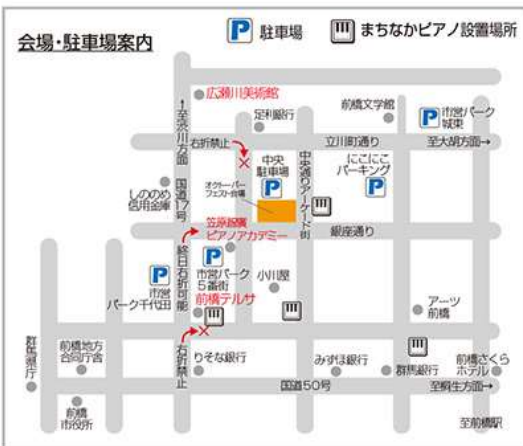 会場・駐車場案内
P 駐車場
まちなかピアノ設置場所
広瀬川美術館
足利銀行
前橋文学館
P 市営パーク
城東
←至渋川方面
国道17号
右折禁止
立川町通り
至大胡方面→
しののめ
信用金庫
中央
駐車場
P
オクトーバー
フェスト会場
中央通りアーケード街
にこにこ
パーキング
P
笠原
ピアノアカデミー
銀座通り
終日右折可能
P
市営
パーク千代田
P
市営パーク
5番街
小川屋
前橋テルサ
アーツ
前橋
群馬県庁
前橋地方
合同庁舎
右折禁止
りそな銀行
みずほ銀行
群馬銀行
前橋さくら
ホテル
国道50号
至桐生方面→
前橋
市役所
至前橋駅